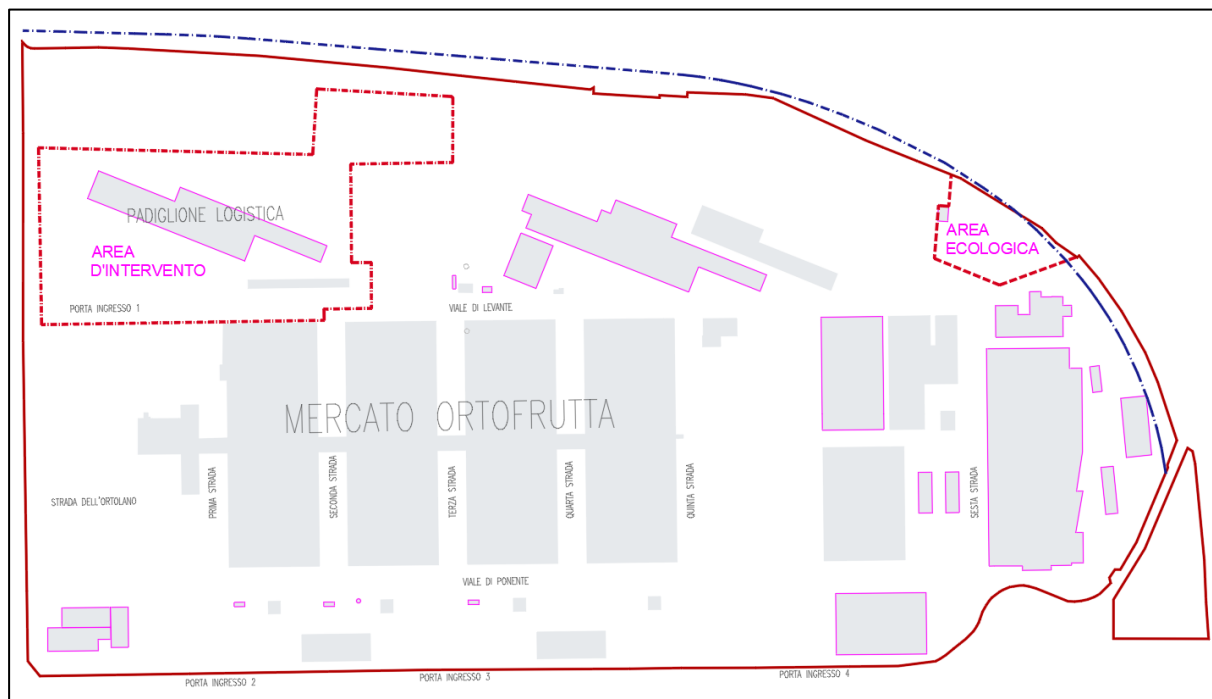 PADIGLIONE LOGISTICA
AREA
D'INTERVENTO
AREA
ECOLOGICA
PORTA INGRESSO 1
VIALE DI LEVANTE
MERCATO ORTOFRUTTA
STRADA DELL'ORTOLANO
PRIMA STRADA
SECONDA STRADA
TERZA STRADA
QUARTA STRADA
QUINTA STRADA
SESTA STRADA
VIALE DI PONENTE
PORTA INGRESSO 2
PORTA INGRESSO 3
PORTA INGRESSO 4